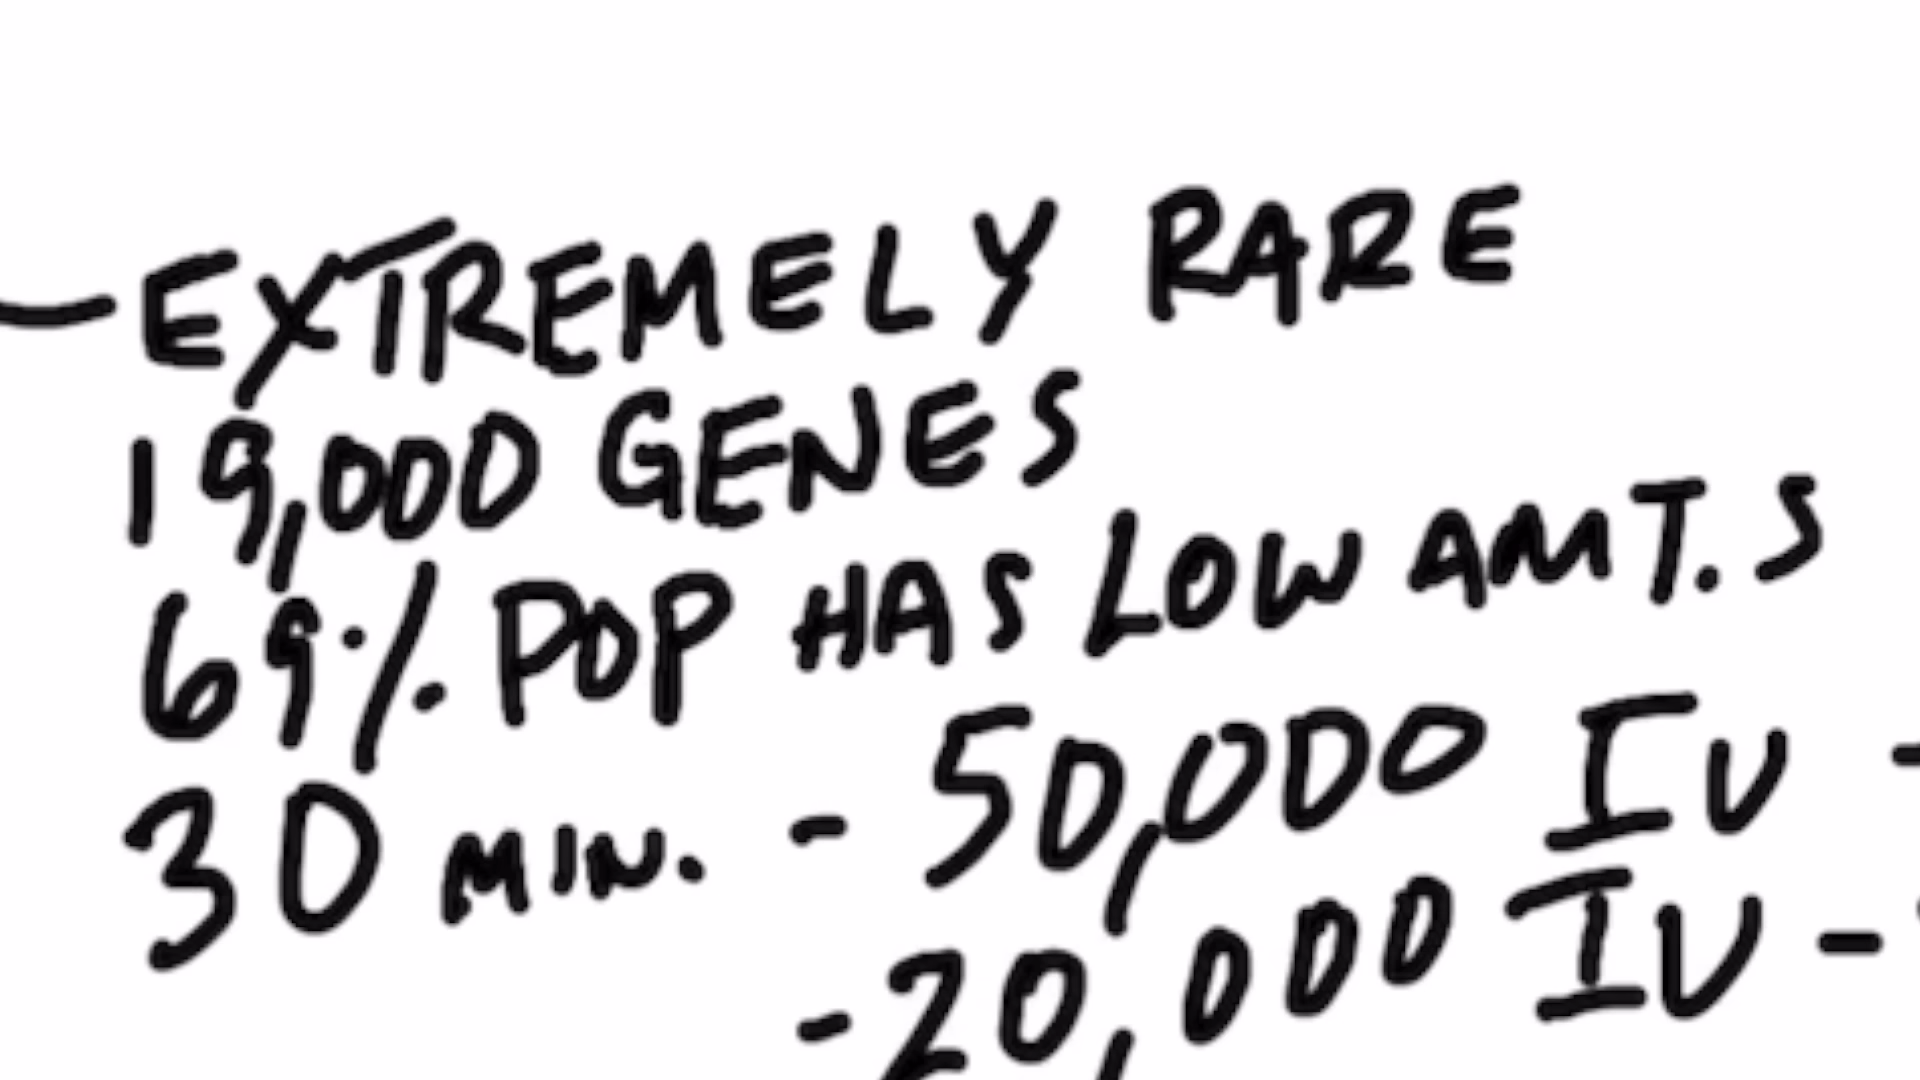 - EXTREMELY RARE
19,000 GENES
69% POP HAS LOW AMT.S
30 MIN. - 50,000 IU -
- 20,000 IU -